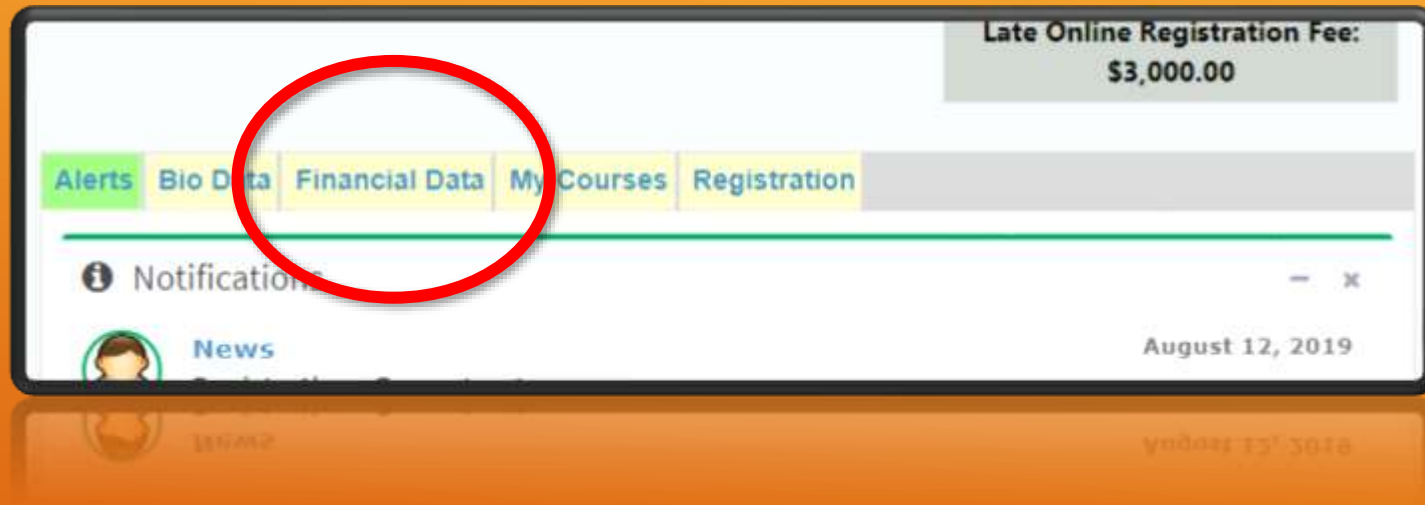 Late Online Registration Fee:
$3,000.00
Alerts Bio Data Financial Data My Courses Registration
Notifications
News
August 12, 2019